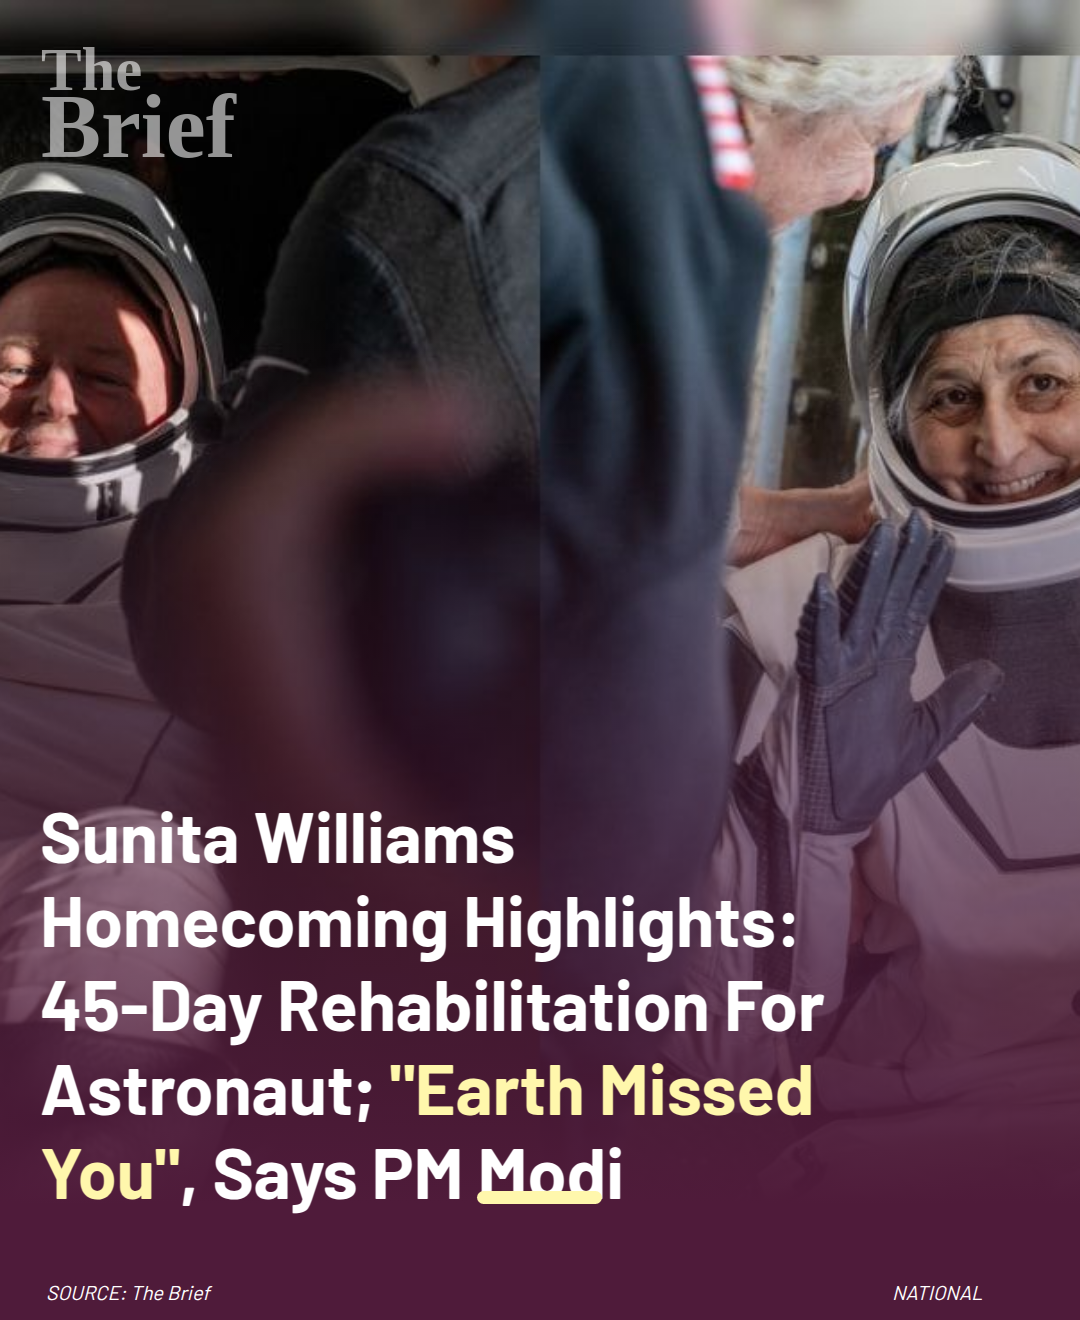 The
Brief
Sunita Williams
Homecoming Highlights:
45-Day Rehabilitation For
Astronaut; "Earth Missed
You", Says PM Modi
SOURCE: The Brief
NATIONAL